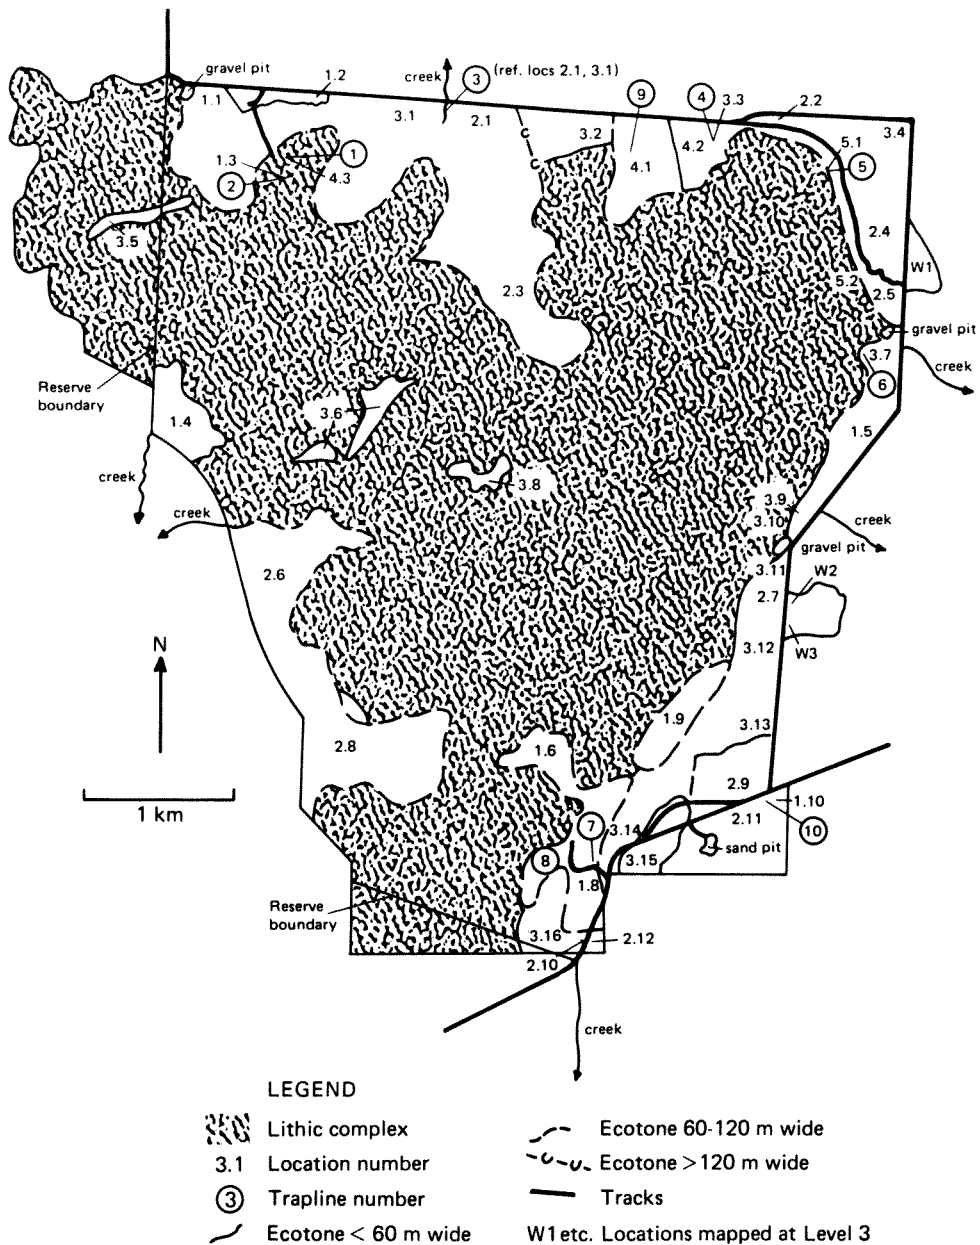 gravel pit
1.1
1.2
creek
3 (ref. locs 2.1, 3.1)
3.1
2.1
3.2
9
4
3.3
2.2
3.4
4.1
4.2
5.1
5
1.3
1
2
4.3
3.5
2.4
W1
5.2
2.5
2.3
gravel pit
3.7
creek
6
Reserve
boundary
1.4
3.6
1.5
creek
3.8
3.9
3.10
creek
gravel pit
3.11
W2
2.6
2.7
N
3.12
W3
1.9
3.13
2.8
1.6
1 km
2.9
1.10
7
3.14
2.11
10
sand pit
8
3.15
1.8
Reserve
boundary
3.16
2.12
2.10
creek
LEGEND
Lithic complex
3.1 Location number
3 Trapline number
Ecotone < 60 m wide
Ecotone 60-120 m wide
Ecotone > 120 m wide
Tracks
W1 etc. Locations mapped at Level 3